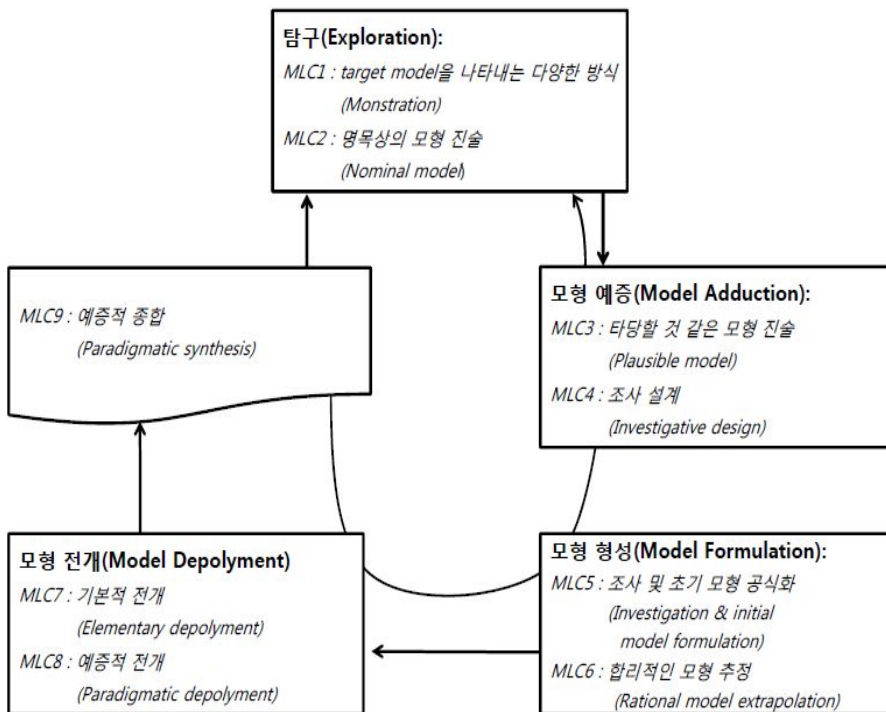 탐구(Exploration):
MLC1 : target model을 나타내는 다양한 방식
(Monstration)
MLC2 : 명목상의 모형 진술
(Nominal model)
모형 예증(Model Adduction):
MLC3 : 타당할 것 같은 모형 진술
(Plausible model)
MLC4 : 조사 설계
(Investigative design)
모형 형성(Model Formulation):
MLC5 : 조사 및 초기 모형 공식화
(Investigation & initial
model formulation)
MLC6 : 합리적인 모형 추정
(Rational model extrapolation)
모형 전개(Model Depolyment)
MLC7 : 기본적 전개
(Elementary depolyment)
MLC8 : 예증적 전개
(Paradigmatic depolyment)
MLC9 : 예증적 종합
(Paradigmatic synthesis)